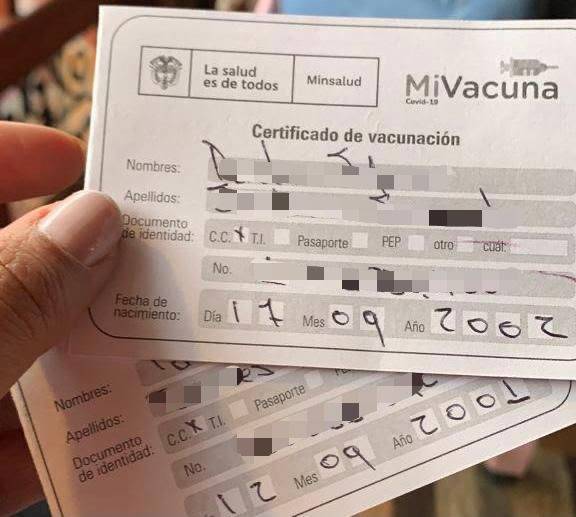 La salud
es de todos
Minsalud
MiVacuna
Covid-19
Certificado de vacunación
Nombres:
Apellidos:
Documento
de identidad:
C.C. x T.I. Pasaporte PEP otro cuál:
No.
Fecha de
nacimiento:
Día 17 Mes 09 Año 2002
Nombres:
Apellidos:
Documento
de identidad:
C.C. x T.I. Pasaporte
No.
12 Mes 09 Año